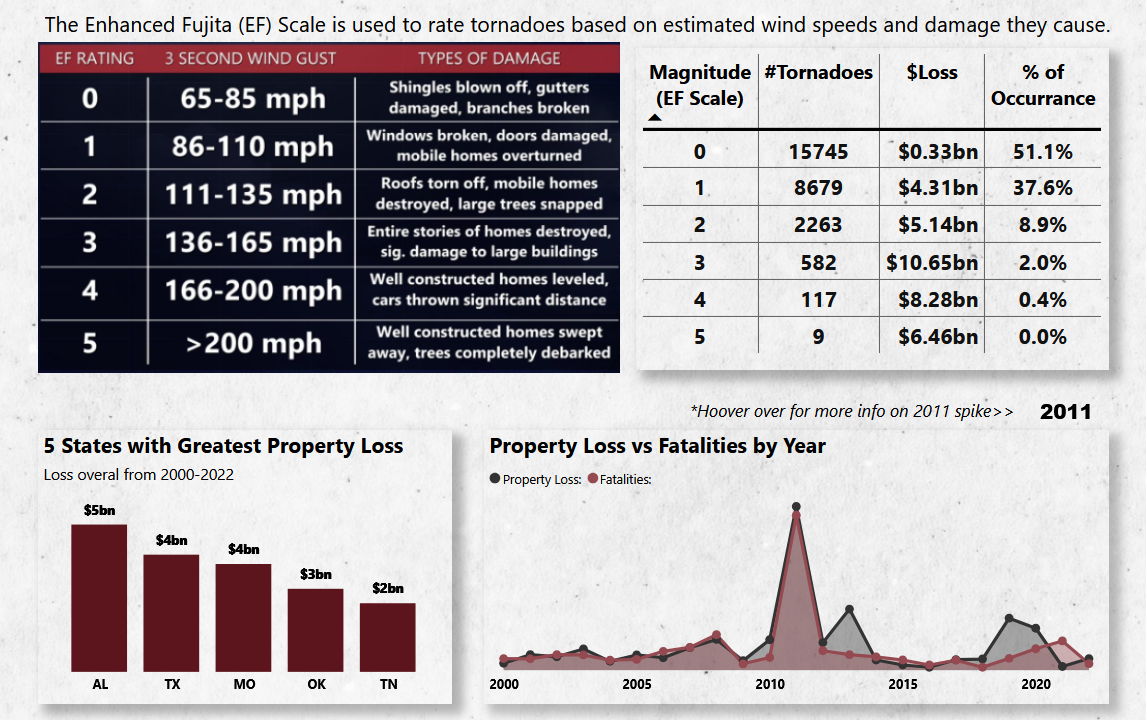 The Enhanced Fujita (EF) Scale is used to rate tornadoes based on estimated wind speeds and damage they cause.
EF RATING 3 SECOND WIND GUST TYPES OF DAMAGE
0 65-85 mph Shingles blown off, gutters
damaged, branches broken
1 86-110 mph Windows broken, doors damaged,
mobile homes overturned
2 111-135 mph Roofs torn off, mobile homes
destroyed, large trees snapped
3 136-165 mph Entire stories of homes destroyed,
sig. damage to large buildings
4 166-200 mph Well constructed homes leveled,
cars thrown significant distance
5 >200 mph Well constructed homes swept
away, trees completely debarked
Magnitude #Tornadoes $Loss % of
(EF Scale) Occurrance
0 15745 $0.33bn 51.1%
1 8679 $4.31bn 37.6%
2 2263 $5.14bn 8.9%
3 582 $10.65bn 2.0%
4 117 $8.28bn 0.4%
5 9 $6.46bn 0.0%
*Hoover over for more info on 2011 spike>> 2011
5 States with Greatest Property Loss
Loss overal from 2000-2022
$5bn
$4bn
$4bn
$3bn
$2bn
AL TX MO OK TN
Property Loss vs Fatalities by Year
Property Loss: Fatalities:
2000 2005 2010 2015 2020